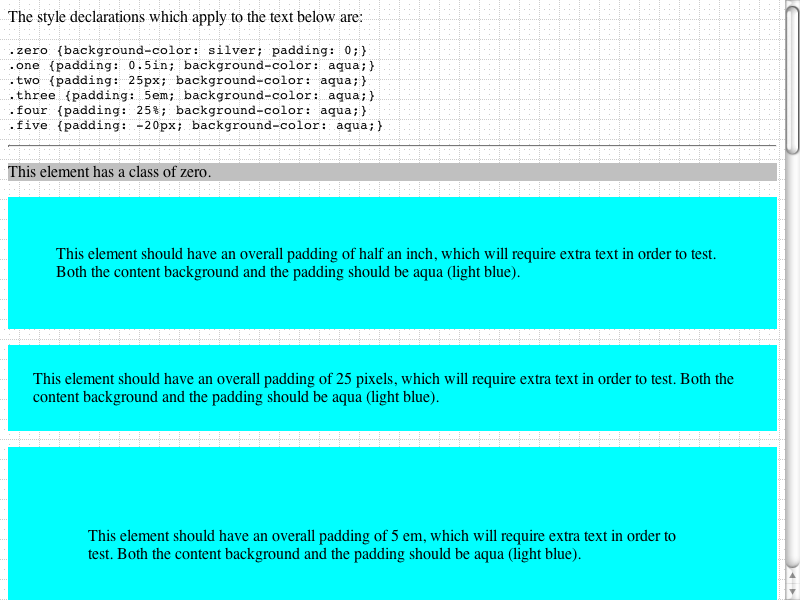 The style declarations which apply to the text below are:
.zero {background-color: silver; padding: 0;}
.one {padding: 0.5in; background-color: aqua;}
.two {padding: 25px; background-color: aqua;}
.three {padding: 5em; background-color: aqua;}
.four {padding: 25%; background-color: aqua;}
.five {padding: -20px; background-color: aqua;}
This element has a class of zero.
This element should have an overall padding of half an inch, which will require extra text in order to test.
Both the content background and the padding should be aqua (light blue).
This element should have an overall padding of 25 pixels, which will require extra text in order to test. Both the
content background and the padding should be aqua (light blue).
This element should have an overall padding of 5 em, which will require extra text in order to
test. Both the content background and the padding should be aqua (light blue).